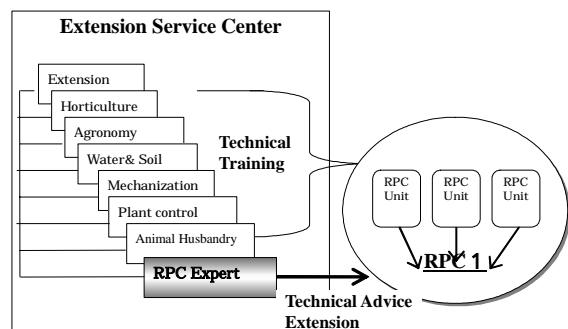 Extension Service Center
Extension
Horticulture
Agronomy
Water& Soil
Mechanization
Plant control
Animal Husbandry
RPC Expert
Technical
Training
RPC
Unit
RPC
Unit
RPC
Unit
RPC 1
Technical Advice
Extension